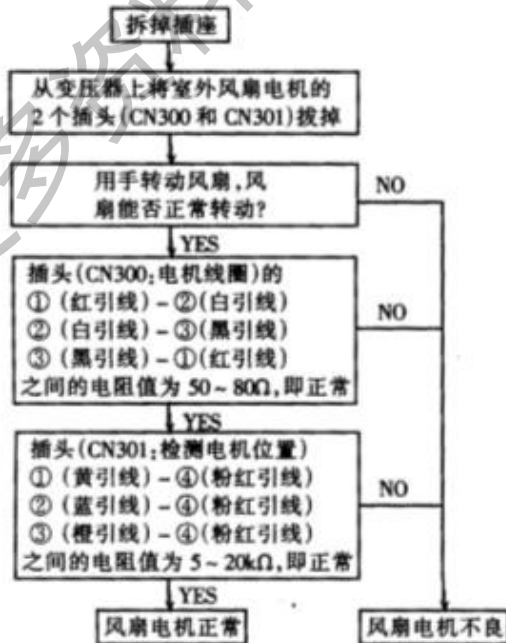 拆掉插座
从变压器上将室外风扇电机的
2个插头(CN300和CN301)拔掉
用手转动风扇,风
扇能否正常转动?
NO
YES
插头(CN300:电机线圈)的
①(红引线)-②(白引线)
②(白引线)-③(黑引线)
③(黑引线)-①(红引线)
之间的电阻值为50~80Ω,即正常
NO
YES
插头(CN301:检测电机位置)
①(黄引线)-④(粉红引线)
②(蓝引线)-④(粉红引线)
③(橙引线)-④(粉红引线)
之间的电阻值为5~20kΩ,即正常
NO
YES
风扇电机正常
风扇电机不良
多资料